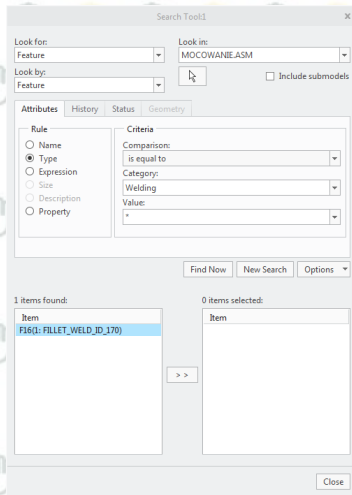 Search Tool:1
Look for:
Look in:
Feature
MOCOWANIE.ASM
Look by:
Include submodels
Feature
Attributes History Status Geometry
Rule
Criteria
Name
Comparison:
Type
is equal to
Expression
Category:
Size
Welding
Description
Value:
Property
*
Find Now New Search Options
1 items found:
0 items selected:
Item
Item
F16(1: FILLET_WELD_ID_170)
> >
Close